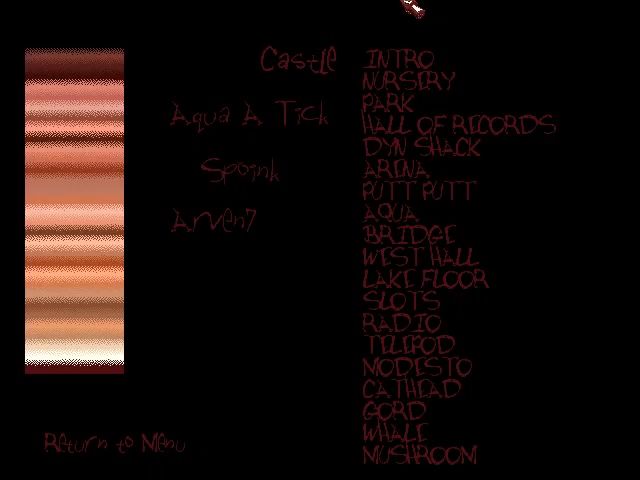 Castle
Aqua A Tick
Spoink
Arven7
Return to Menu
INTRO
NURSERY
PARK
HALL OF RECORDS
DYN SHACK
ARENA
PUTT PUTT
AQUA
BRIDGE
WEST HALL
LAKE FLOOR
SLOTS
RADIO
TELEPOD
MODESTO
CATHEAD
GORD
WHALE
MUSHROOM